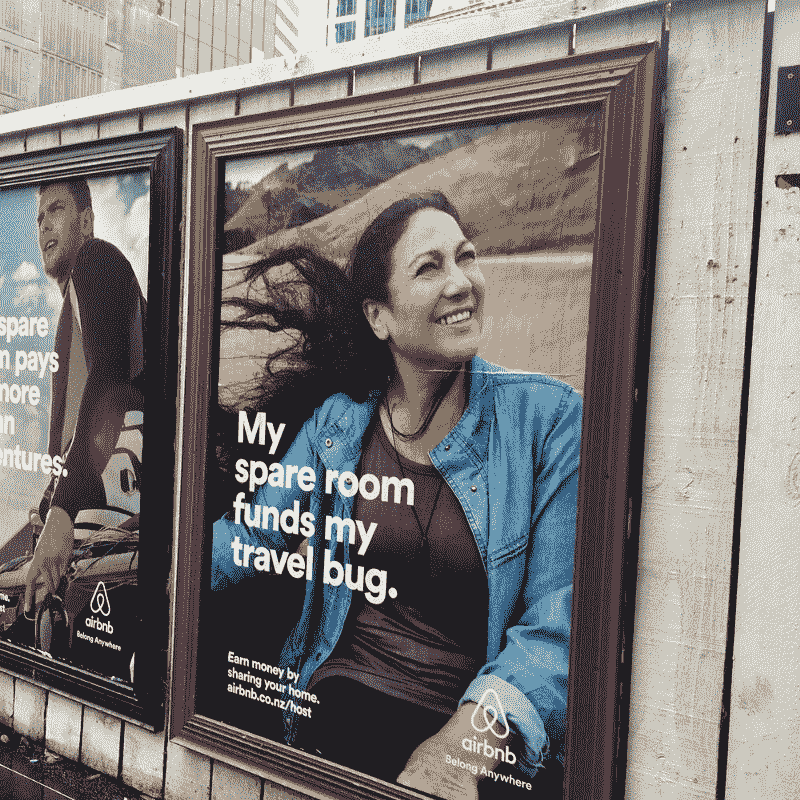 spare
pays
more
My
spare room
funds my
travel bug.
Earn money by
sharing your home.
airbnb.co.nz/host
airbnb
Belong Anywhere
airbnb
Belong Anywhere